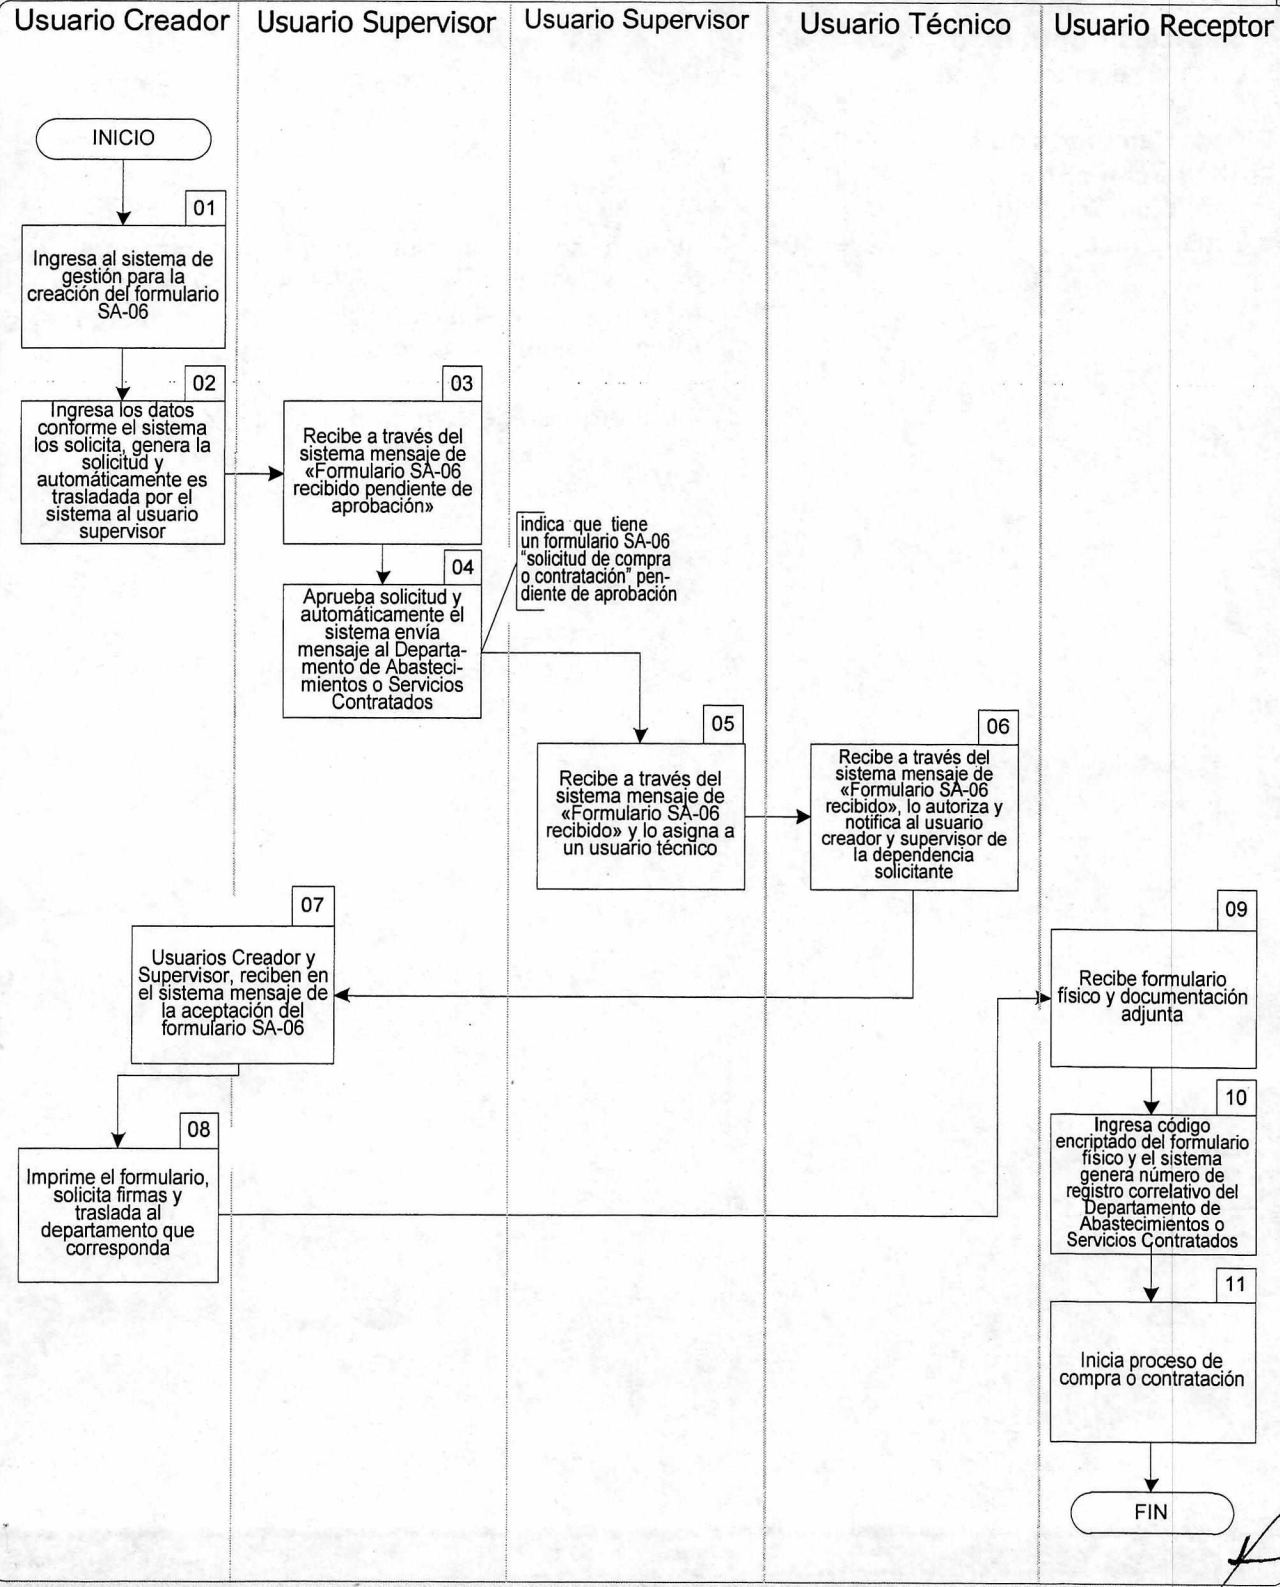 Usuario Creador
Usuario Supervisor
Usuario Supervisor
Usuario Técnico
Usuario Receptor
INICIO
01
Ingresa al sistema de
gestión para la
creación del formulario
SA-06
02
Ingresa los datos
conforme el sistema
los solicita, genera la
solicitud y
automáticamente es
trasladada por el
sistema al usuario
supervisor
03
Recibe a través del
sistema mensaje de
«Formulario SA-06
recibido pendiente de
aprobación»
04
Aprueba solicitud y
automáticamente el
sistema envía
mensaje al Departa-
mento de Abasteci-
mientos o Servicios
Contratados
indica que tiene
un formulario SA-06
"solicitud de compra
o contratación" pen-
diente de aprobación
05
Recibe a través del
sistema mensaje de
«Formulario SA-06
recibido» y lo asigna a
un usuario técnico
06
Recibe a través del
sistema mensaje de
«Formulario SA-06
recibido», lo autoriza y
notifica al usuario
creador y supervisor de
la dependencia
solicitante
07
Usuarios Creador y
Supervisor, reciben en
el sistema mensaje de
la aceptación del
formulario SA-06
08
Imprime el formulario,
solicita firmas y
traslada al
departamento que
corresponda
09
Recibe formulario
físico y documentación
adjunta
10
Ingresa código
encriptado del formulario
físico y el sistema
genera número de
registro correlativo del
Departamento de
Abastecimientos o
Servicios Contratados
11
Inicia proceso de
compra o contratación
FIN